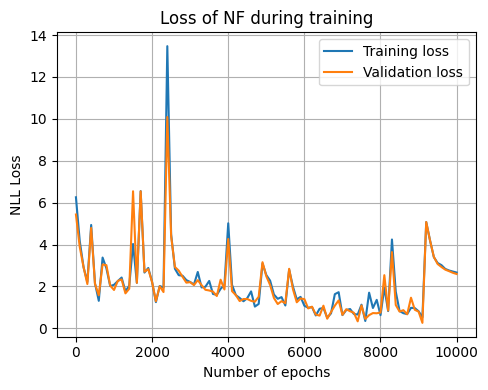 Loss of NF during training
14
12
10
8
6
4
2
0
NLL Loss
Training loss
Validation loss
0
2000
4000
6000
8000
10000
Number of epochs